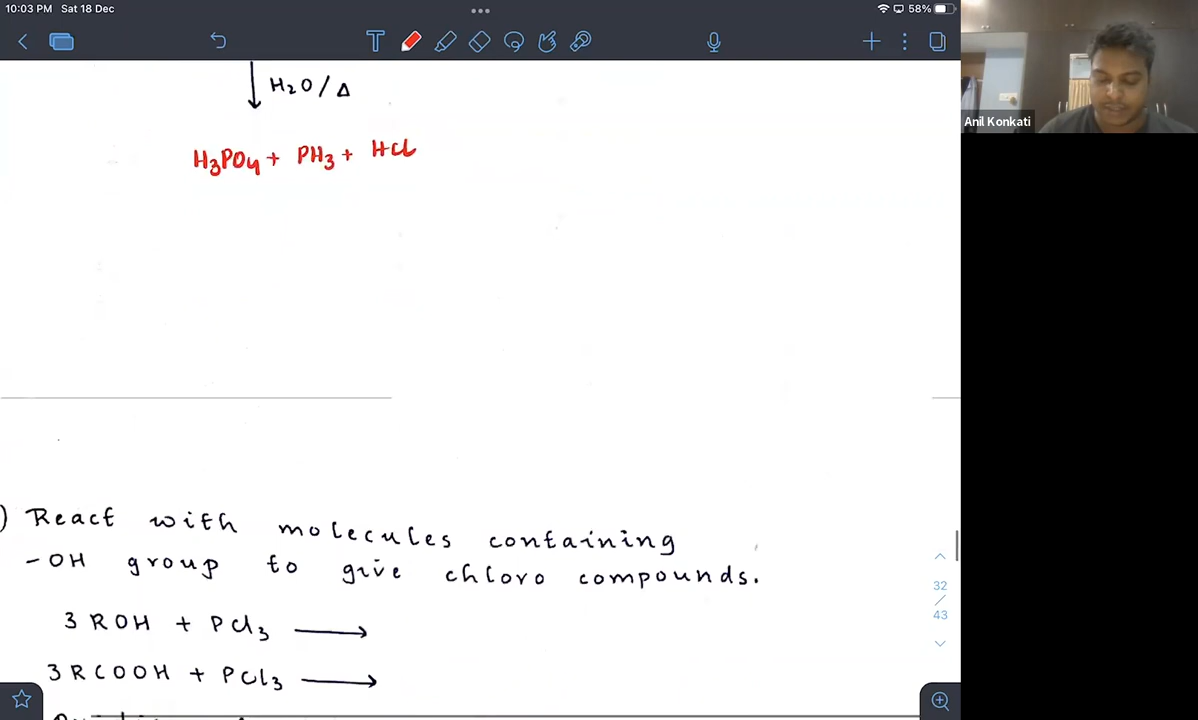 10:03 PM Sat 18 Dec
58%
T
Anil Konkati
H₂O / Δ
H₃PO₄ + PH₃ + HCl
) React with molecules containing
-OH group to give chloro compounds.
3 ROH + PCl₃ ⟶
3 RCOOH + PCl₃ ⟶
32
/
43